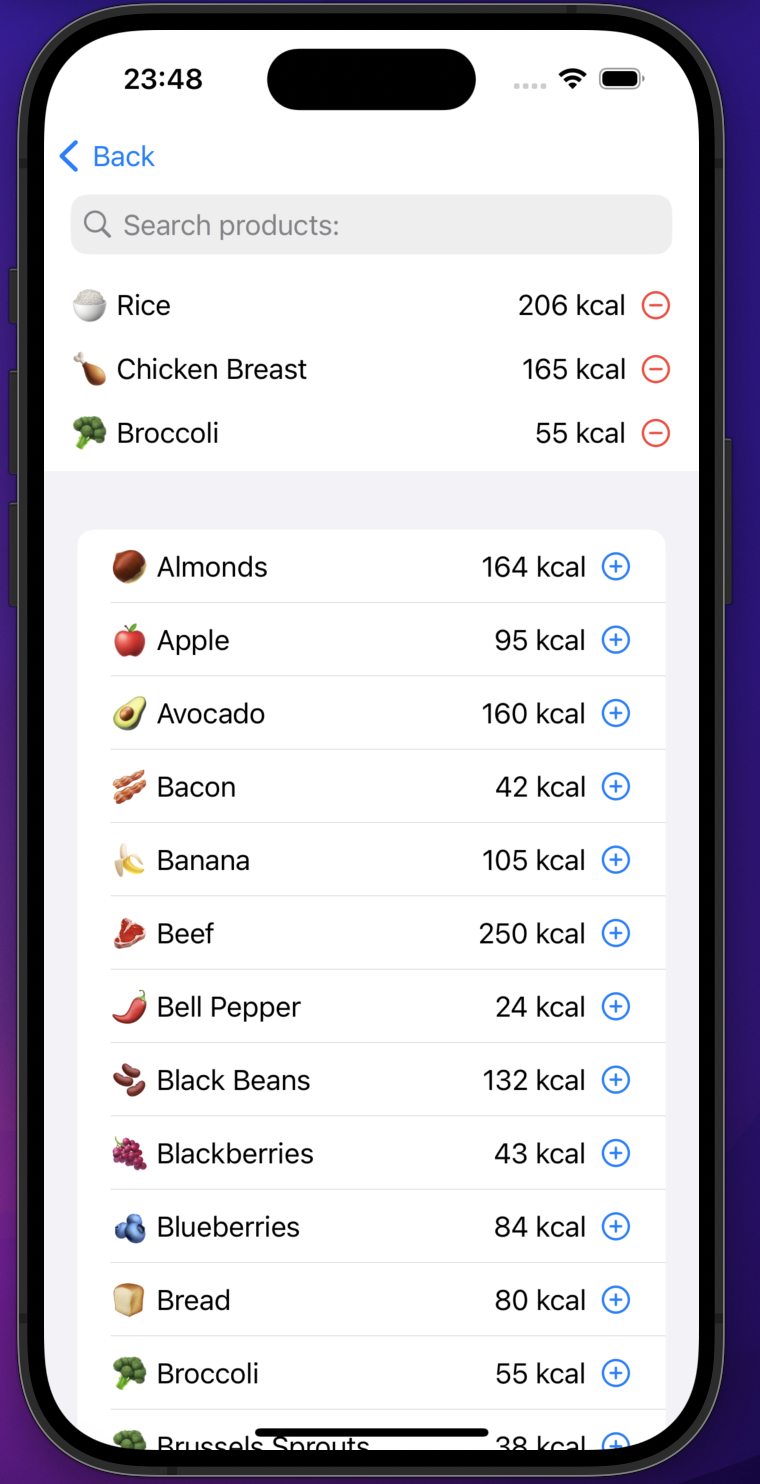 23:48
Back
Search products:
Rice 206 kcal
Chicken Breast 165 kcal
Broccoli 55 kcal
Almonds 164 kcal
Apple 95 kcal
Avocado 160 kcal
Bacon 42 kcal
Banana 105 kcal
Beef 250 kcal
Bell Pepper 24 kcal
Black Beans 132 kcal
Blackberries 43 kcal
Blueberries 84 kcal
Bread 80 kcal
Broccoli 55 kcal
Brussels Sprouts 38 kcal